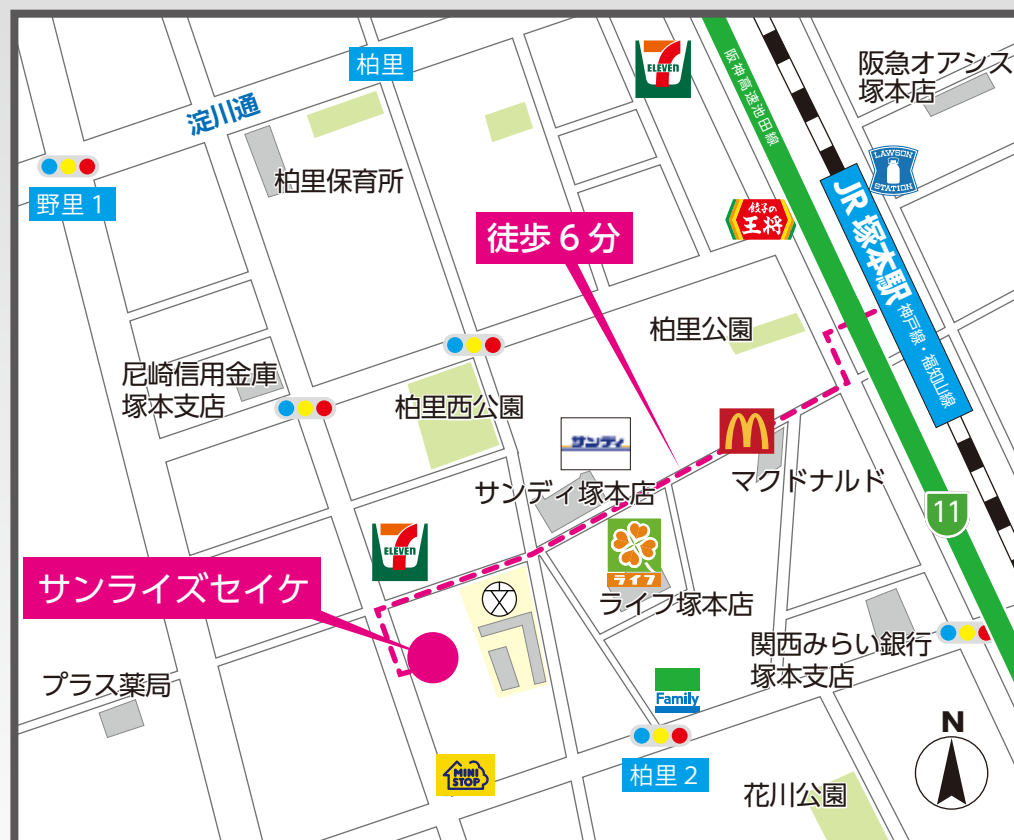 柏里
ELEVEN
阪神高速池田線
阪急オアシス
塚本店
淀川通
LAWSON
STATION
野里1
柏里保育所
餃子の
王将
JR塚本駅
神戸線・福知山線
徒歩6分
柏里公園
尼崎信用金庫
塚本支店
柏里西公園
サンディ
マクドナルド
サンディ塚本店
11
ELEVEN
ライフ
サンライズセイケ
ライフ塚本店
関西みらい銀行
塚本支店
プラス薬局
Family
N
MINI
STOP
柏里2
花川公園